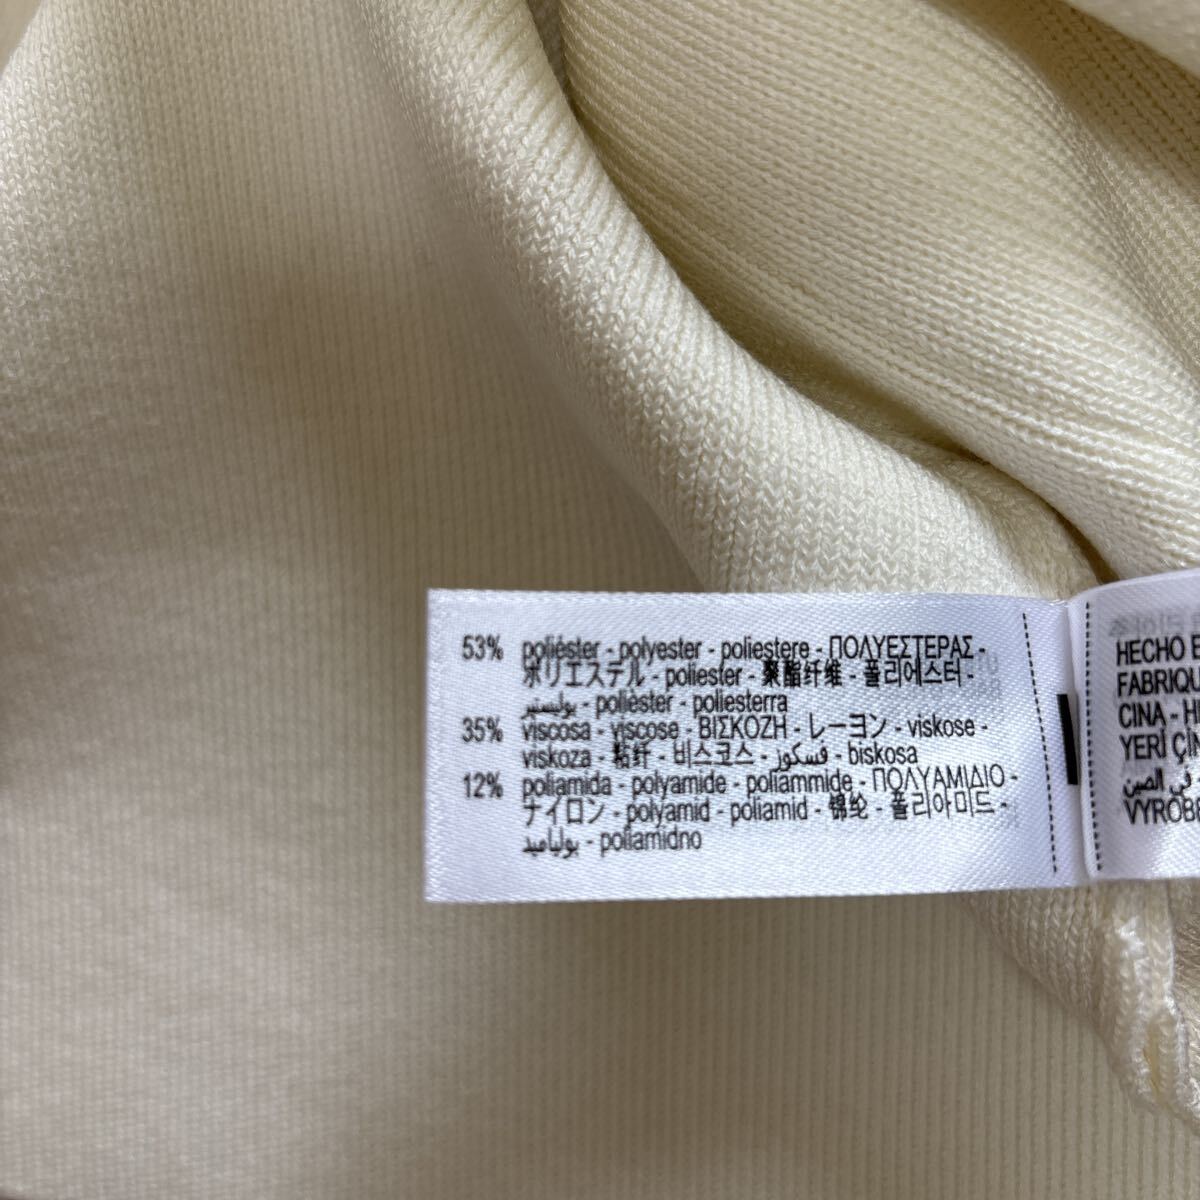 53% poliéster - polyester - poliestere - ΠΟΛΥΕΣΤΕΡΑΣ -
ポリエステル - poliester - 聚酯纤维 - 폴리에스터 -
بوليستير - polièster - poliesterra
35% viscosa - viscose - ΒΙΣΚΟΖΗ - レーヨン - viskose -
viskoza - 粘纤 - 비스코스 - فسكوز - biskosa
12% poliamida - polyamide - poliammide - ΠΟΛΥΑΜΙΔΙΟ -
ナイロン - polyamid - poliamid - 锦纶 - 폴리아미드 -
بوليامید - poliamidno
HECHO E
FABRIQU
CINA - H
YERİ ÇİN
في الصين
VYROBE